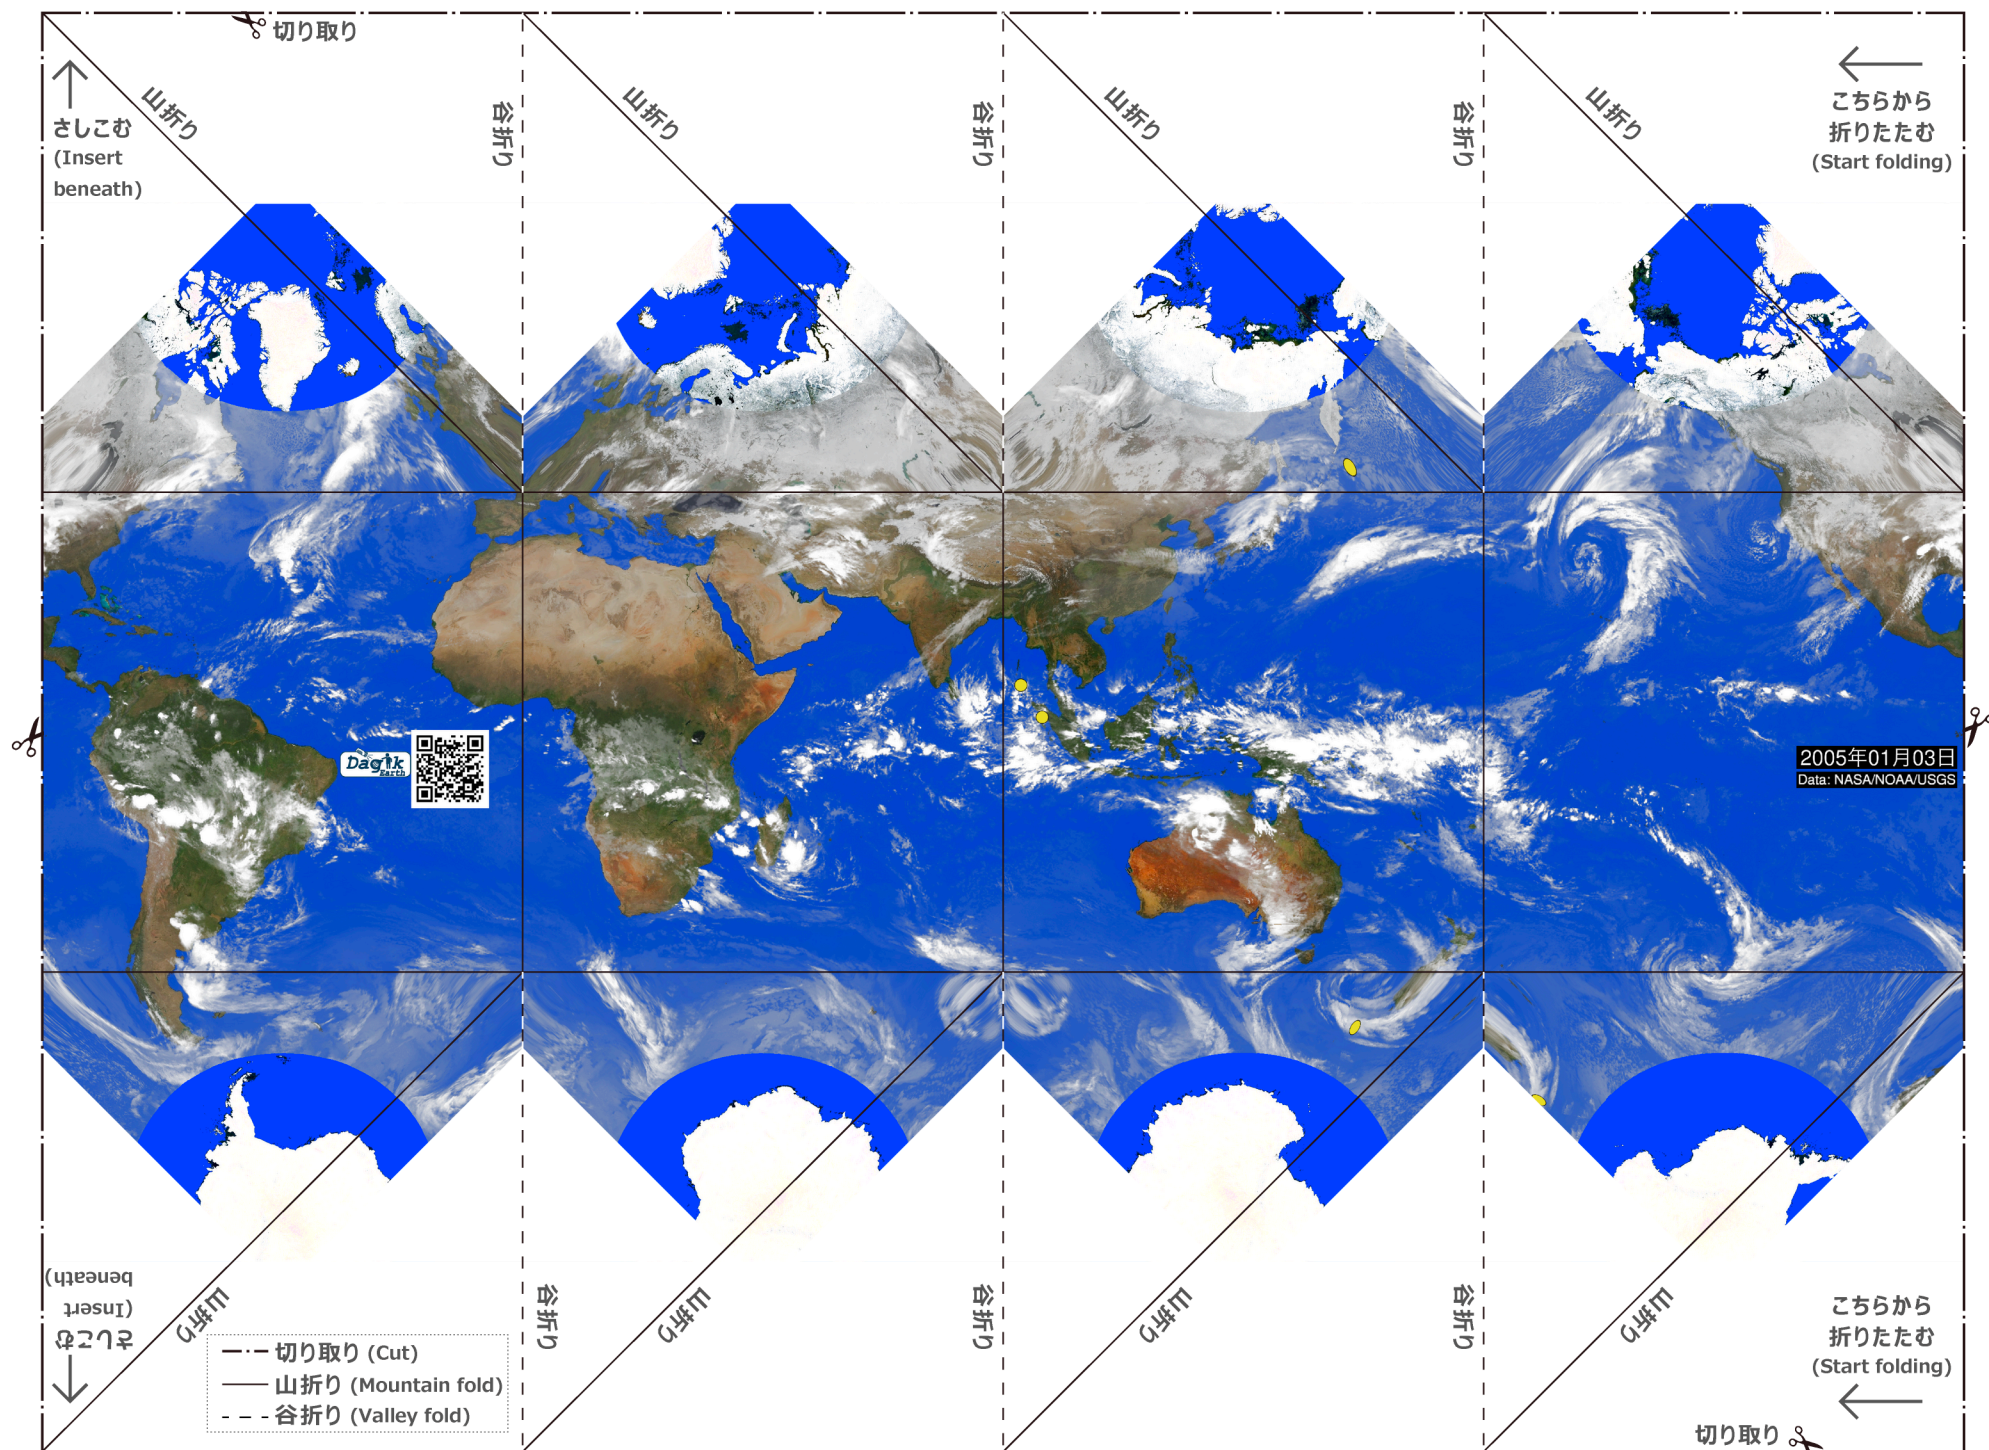 切り取り
さしこむ
(Insert
beneath)
山折り
谷折り
山折り
谷折り
山折り
谷折り
山折り
こちらから
折りたたむ
(Start folding)
Dagik
Earth
2005年01月03日
Data: NASA/NOAA/USGS
さしこむ
(Insert
beneath)
山折り
谷折り
山折り
谷折り
山折り
谷折り
山折り
こちらから
折りたたむ
(Start folding)
切り取り (Cut)
山折り (Mountain fold)
谷折り (Valley fold)
切り取り